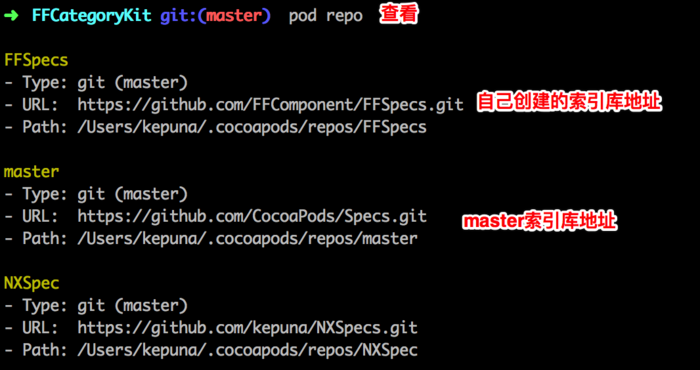 ➜ FFCategoryKit git:(master) pod repo 查看
FFSpecs
- Type: git (master)
- URL: https://github.com/FFComponent/FFSpecs.git 自己创建的索引库地址
- Path: /Users/kepuna/.cocoapods/repos/FFSpecs
master
- Type: git (master)
- URL: https://github.com/CocoaPods/Specs.git master索引库地址
- Path: /Users/kepuna/.cocoapods/repos/master
NXSpec
- Type: git (master)
- URL: https://github.com/kepuna/NXSpecs.git
- Path: /Users/kepuna/.cocoapods/repos/NXSpec